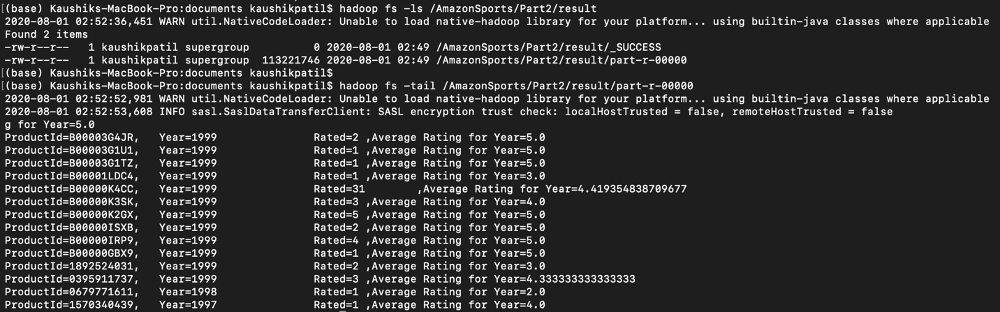 [(base) Kaushiks-MacBook-Pro:documents kaushikpatil$ hadoop fs -ls /AmazonSports/Part2/result
2020-08-01 02:52:36,451 WARN util.NativeCodeLoader: Unable to load native-hadoop library for your platform... using builtin-java classes where applicable
Found 2 items
-rw-r--r--   1 kaushikpatil supergroup          0 2020-08-01 02:49 /AmazonSports/Part2/result/_SUCCESS
-rw-r--r--   1 kaushikpatil supergroup  113221746 2020-08-01 02:49 /AmazonSports/Part2/result/part-r-00000
[(base) Kaushiks-MacBook-Pro:documents kaushikpatil$
[(base) Kaushiks-MacBook-Pro:documents kaushikpatil$ hadoop fs -tail /AmazonSports/Part2/result/part-r-00000
2020-08-01 02:52:52,981 WARN util.NativeCodeLoader: Unable to load native-hadoop library for your platform... using builtin-java classes where applicable
2020-08-01 02:52:53,608 INFO sasl.SaslDataTransferClient: SASL encryption trust check: localHostTrusted = false, remoteHostTrusted = false
g for Year=5.0
ProductId=B00003G4JR,   Year=1999               Rated=2 ,Average Rating for Year=5.0
ProductId=B00003G1U1,   Year=1999               Rated=1 ,Average Rating for Year=5.0
ProductId=B00003G1TZ,   Year=1999               Rated=1 ,Average Rating for Year=5.0
ProductId=B00001LDC4,   Year=1999               Rated=1 ,Average Rating for Year=3.0
ProductId=B00000K4CC,   Year=1999               Rated=31        ,Average Rating for Year=4.419354838709677
ProductId=B00000K3SK,   Year=1999               Rated=3 ,Average Rating for Year=4.0
ProductId=B00000K2GX,   Year=1999               Rated=5 ,Average Rating for Year=5.0
ProductId=B00000ISXB,   Year=1999               Rated=2 ,Average Rating for Year=5.0
ProductId=B00000IRP9,   Year=1999               Rated=4 ,Average Rating for Year=5.0
ProductId=B00000GBX9,   Year=1999               Rated=1 ,Average Rating for Year=5.0
ProductId=1892524031,   Year=1999               Rated=2 ,Average Rating for Year=3.0
ProductId=0395911737,   Year=1999               Rated=3 ,Average Rating for Year=4.333333333333333
ProductId=0679771611,   Year=1998               Rated=1 ,Average Rating for Year=2.0
ProductId=1570340439,   Year=1997               Rated=1 ,Average Rating for Year=4.0